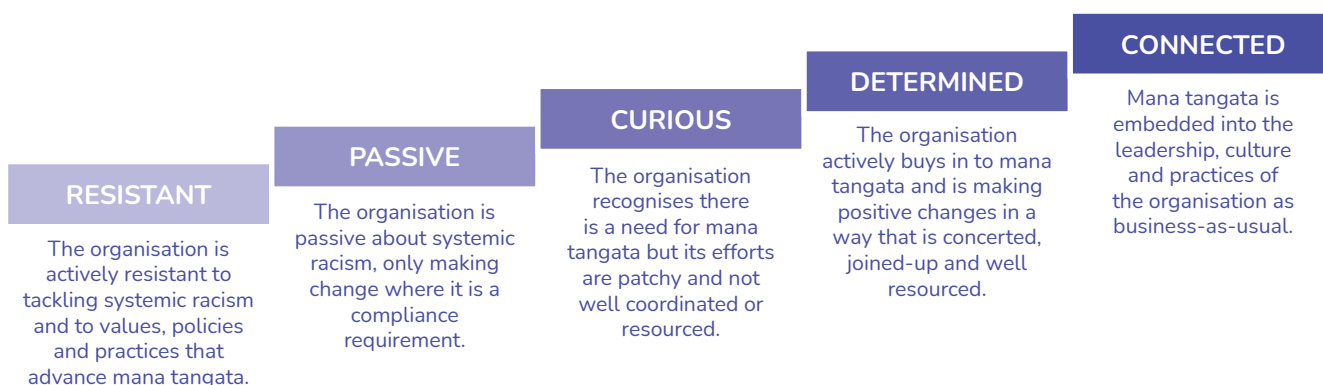 RESISTANT
The organisation is
actively resistant to
tackling systemic racism
and to values, policies
and practices that
advance mana tangata.
PASSIVE
The organisation is
passive about systemic
racism, only making
change where it is a
compliance
requirement.
CURIOUS
The organisation
recognises there
is a need for mana
tangata but its efforts
are patchy and not
well coordinated or
resourced.
DETERMINED
The organisation
actively buys in to mana
tangata and is making
positive changes in a
way that is concerted,
joined-up and well
resourced.
CONNECTED
Mana tangata is
embedded into the
leadership, culture
and practices of
the organisation as
business-as-usual.